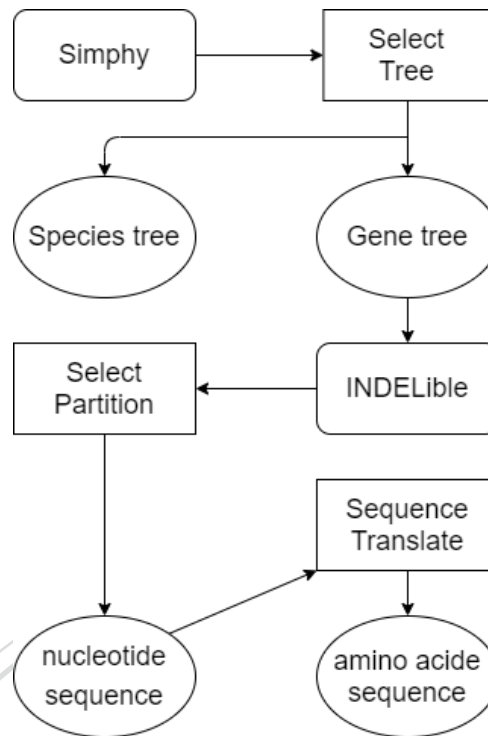 Simphy
Select
Tree
Species tree
Gene tree
Select
Partition
INDELible
Sequence
Translate
nucleotide
sequence
amino acide
sequence